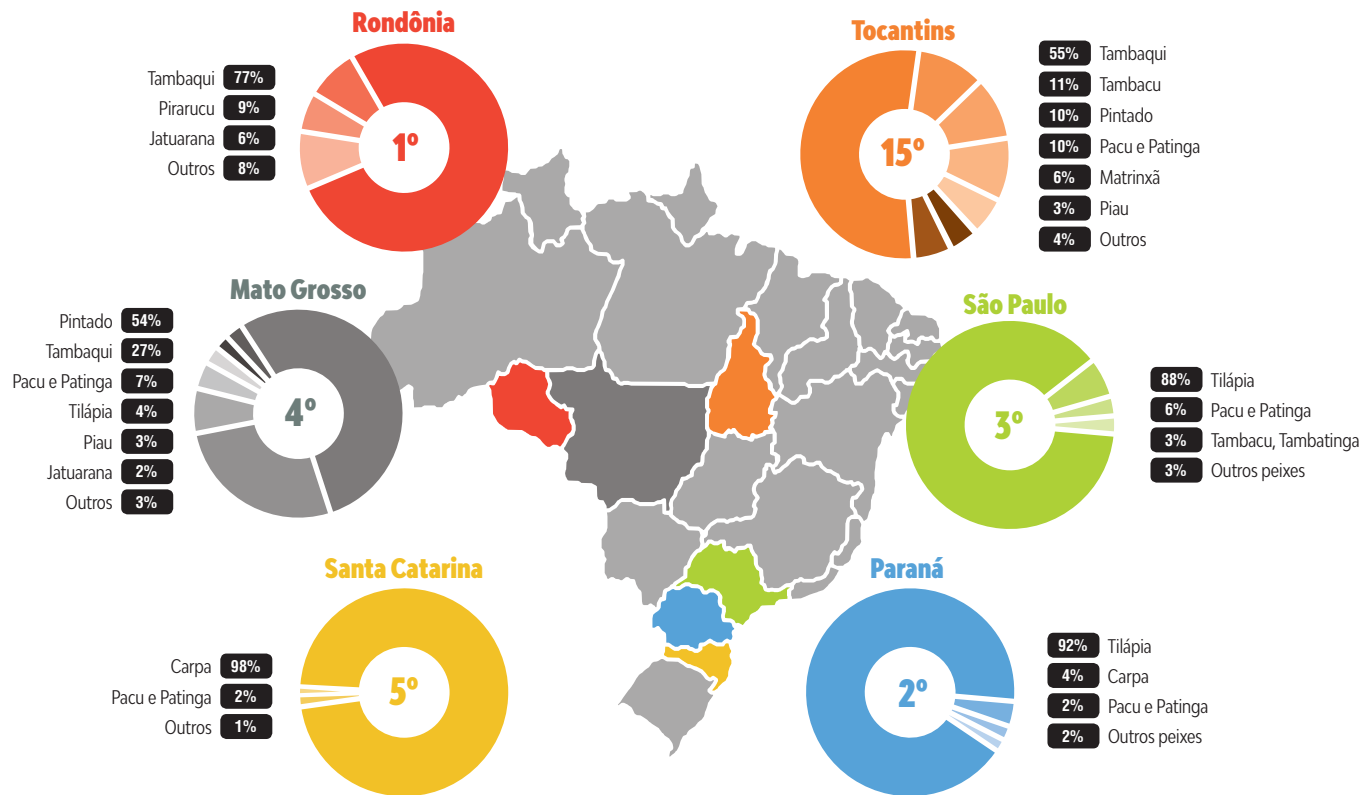 Rondônia
Tambaqui 77%
Pirarucu 9%
Jatuarana 6%
Outros 8%
1º
Tocantins
15º
55% Tambaqui
11% Tambacu
10% Pintado
10% Pacu e Patinga
6% Matrinxã
3% Piau
4% Outros
Mato Grosso
Pintado 54%
Tambaqui 27%
Pacu e Patinga 7%
Tilápia 4%
Piau 3%
Jatuarana 2%
Outros 3%
4º
São Paulo
3º
88% Tilápia
6% Pacu e Patinga
3% Tambacu, Tambatinga
3% Outros peixes
Santa Catarina
Carpa 98%
Pacu e Patinga 2%
Outros 1%
5º
Paraná
2º
92% Tilápia
4% Carpa
2% Pacu e Patinga
2% Outros peixes